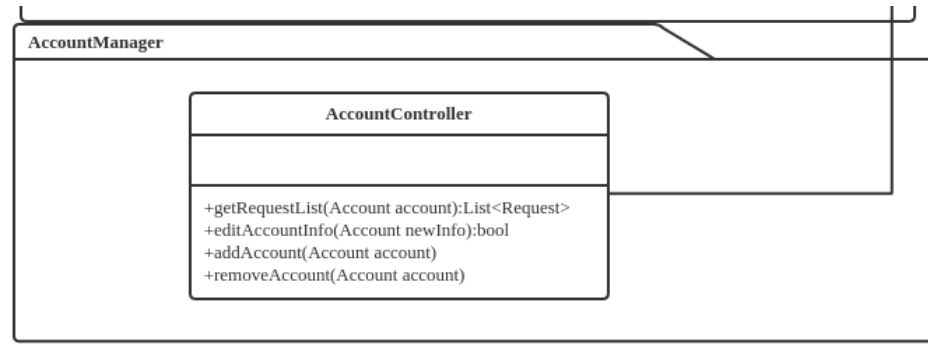 AccountManager
AccountController
+getRequestList(Account account):List<Request>
+editAccountInfo(Account newInfo):bool
+addAccount(Account account)
+removeAccount(Account account)